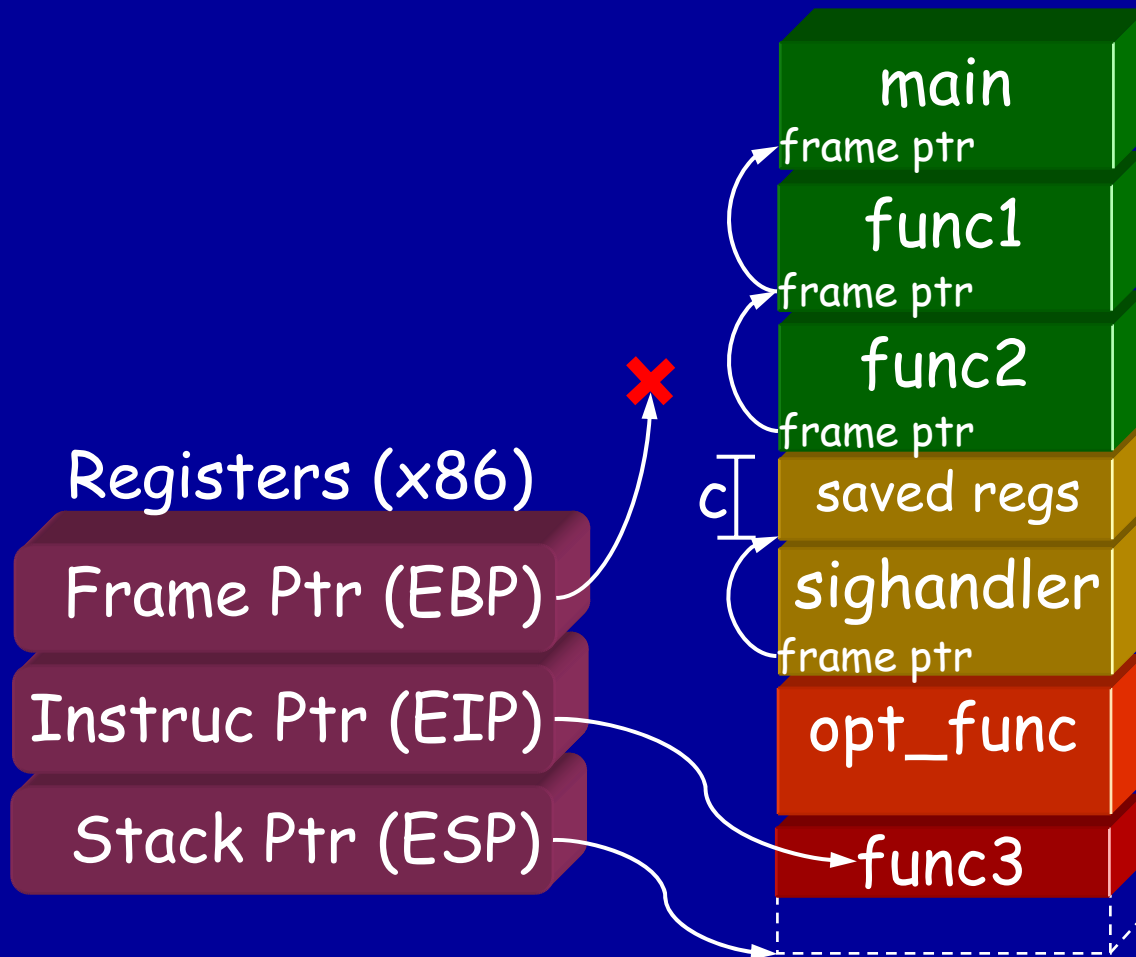 main
frame ptr
func1
frame ptr
func2
frame ptr
C
saved regs
sighandler
frame ptr
opt_func
func3
Registers (x86)
Frame Ptr (EBP)
Instruc Ptr (EIP)
Stack Ptr (ESP)